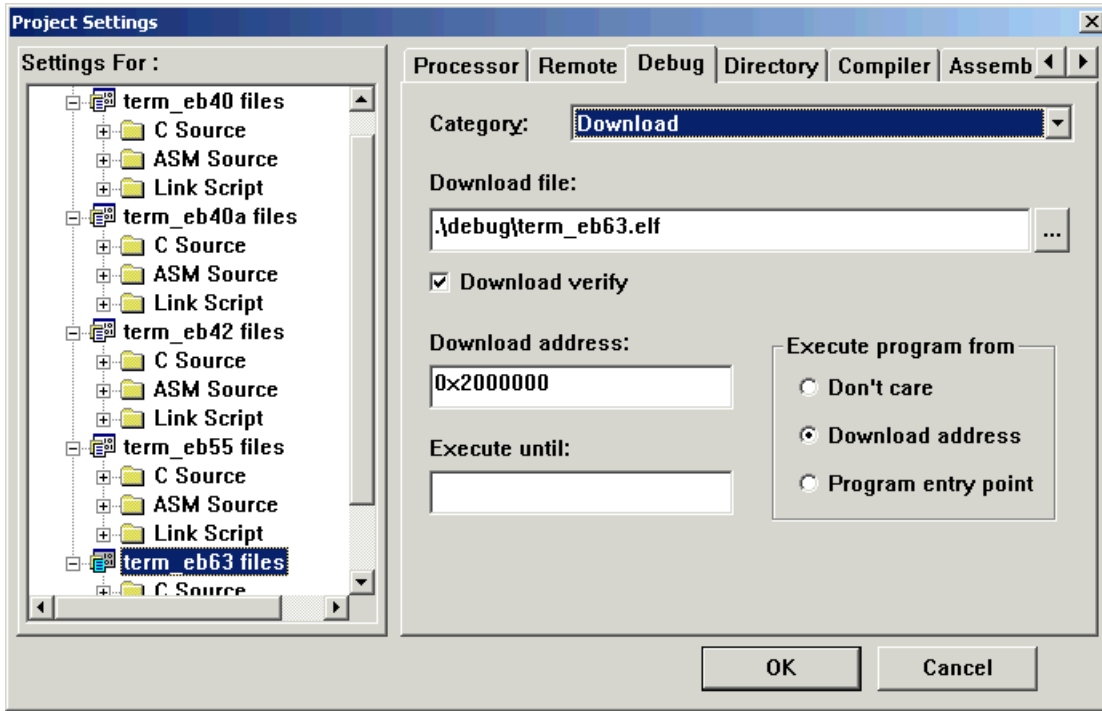 Project Settings
Settings For :
term_eb40 files
C Source
ASM Source
Link Script
term_eb40a files
C Source
ASM Source
Link Script
term_eb42 files
C Source
ASM Source
Link Script
term_eb55 files
C Source
ASM Source
Link Script
term_eb63 files
C Source
Processor Remote Debug Directory Compiler Assemb
Category: Download
Download file:
.\debug\term_eb63.elf
...
Download verify
Download address:
0x2000000
Execute until:
Execute program from
Don't care
Download address
Program entry point
OK Cancel